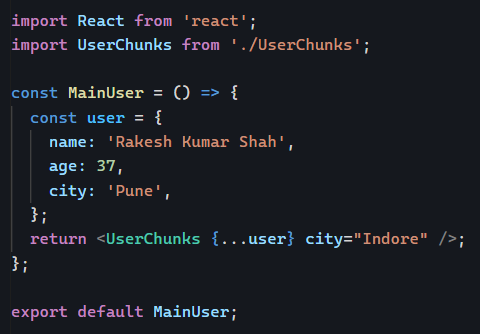 import React from 'react';
import UserChunks from './UserChunks';

const MainUser = () => {
  const user = {
    name: 'Rakesh Kumar Shah',
    age: 37,
    city: 'Pune',
  };
  return <UserChunks {...user} city="Indore" />;
};

export default MainUser;